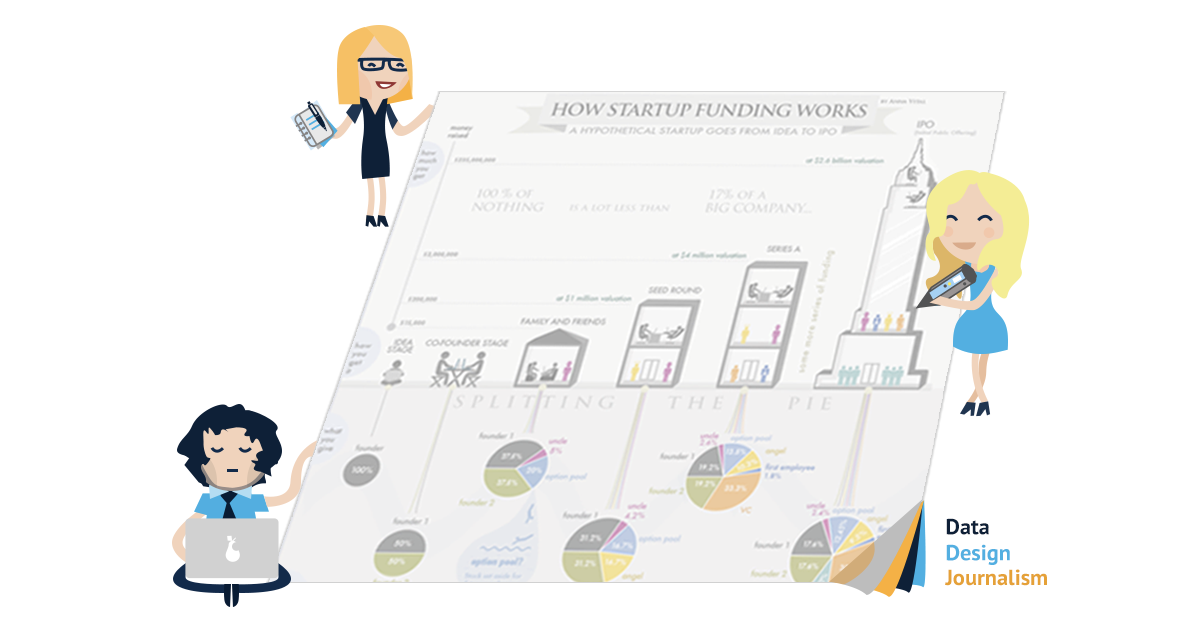 HOW STARTUP FUNDING WORKS
BY ANNA VITAL
A HYPOTHETICAL STARTUP GOES FROM IDEA TO IPO
IPO
(Initial Public Offering)
money
raised
how
much
you
get
at $2.6 billion valuation
100 % OF
NOTHING
IS A LOT LESS THAN
17% OF A
BIG COMPANY...
at $4 million valuation
SERIES A
some more series of funding
at $1 million valuation
SEED ROUND
FAMILY AND FRIENDS
$15,000
IDEA
STAGE
CO-FOUNDER STAGE
how
you
get
SPLITTING THE PIE
what
you
give
founder
100%
founder 1
50%
50%
founder 1
uncle
5%
37.5%
20%
37.5%
option pool
founder 2
option pool?
founder 1
uncle
4.2%
31.2%
16.7%
option pool
31.2%
16.7%
angel
founder 1
uncle
option pool
angel
19.2%
first employee
1.8%
19.2%
33.3%
founder 2
VC
uncle
option pool
angel
founder 1
17.6%
17.6%
founder 2
Data
Design
Journalism